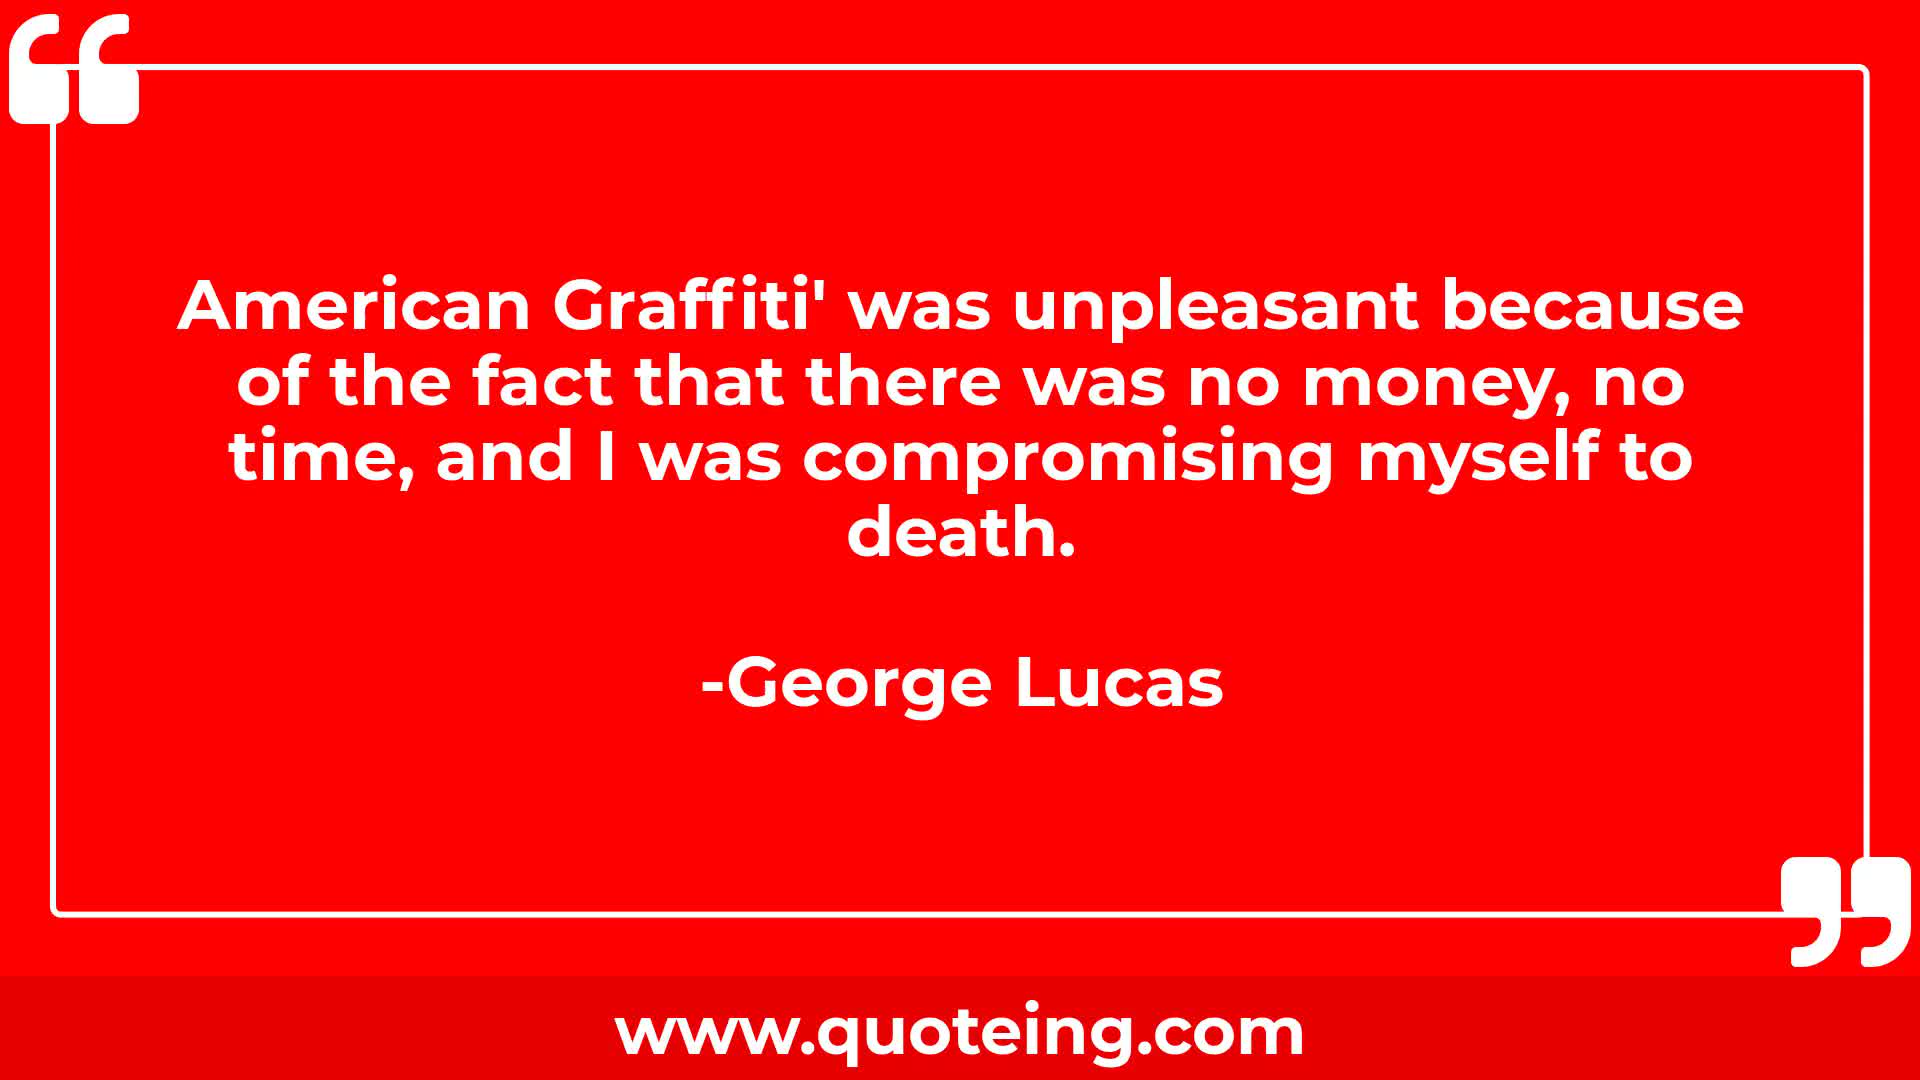 American Graffiti' was unpleasant because
of the fact that there was no money, no
time, and I was compromising myself to
death.
-George Lucas
www.quoteing.com